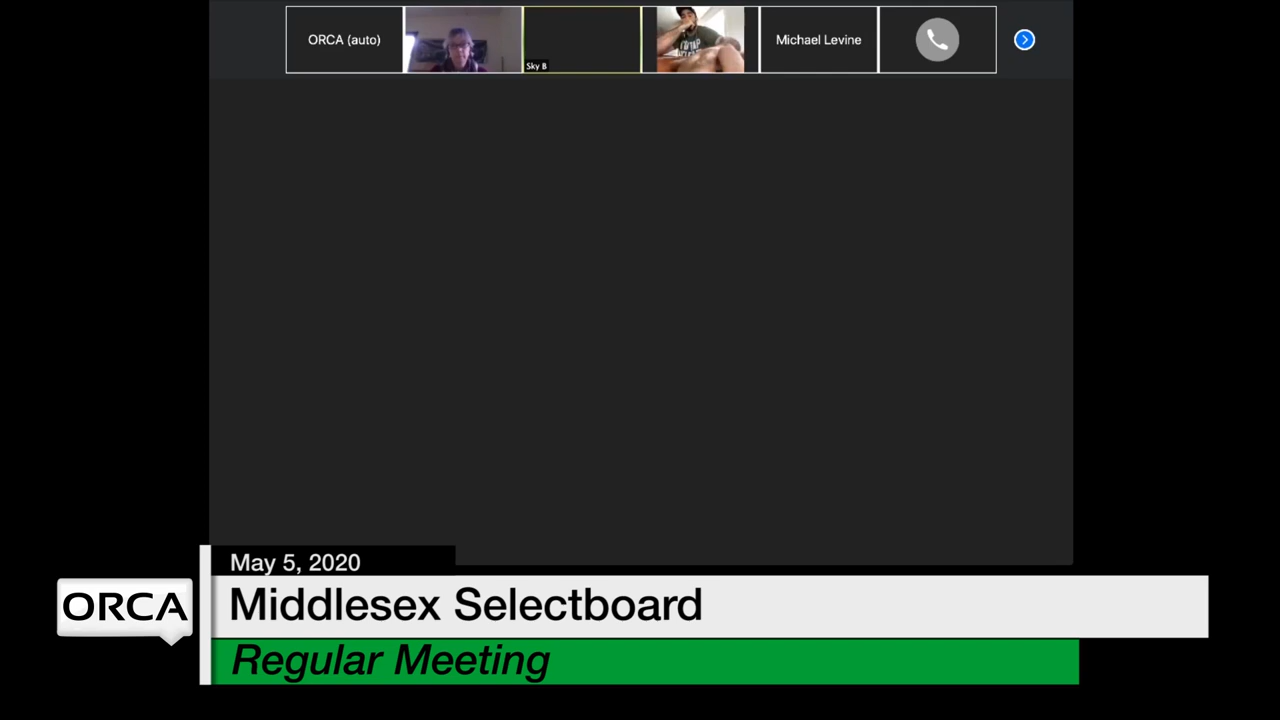 ORCA (auto)
Sky B
Michael Levine
May 5, 2020
ORCA
Middlesex Selectboard
Regular Meeting